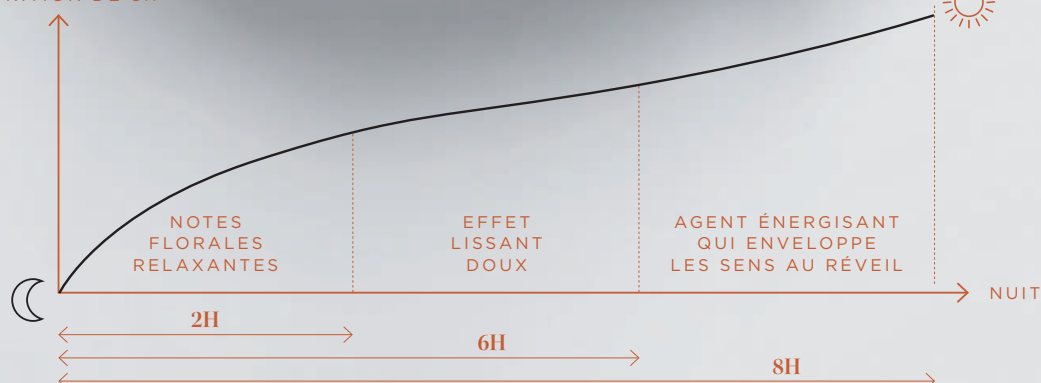 NOTES
FLORALES
RELAXANTES
EFFET
LISSANT
DOUX
AGENT ÉNERGISANT
QUI ENVELOPPE
LES SENS AU RÉVEIL
NUIT
2H
6H
8H